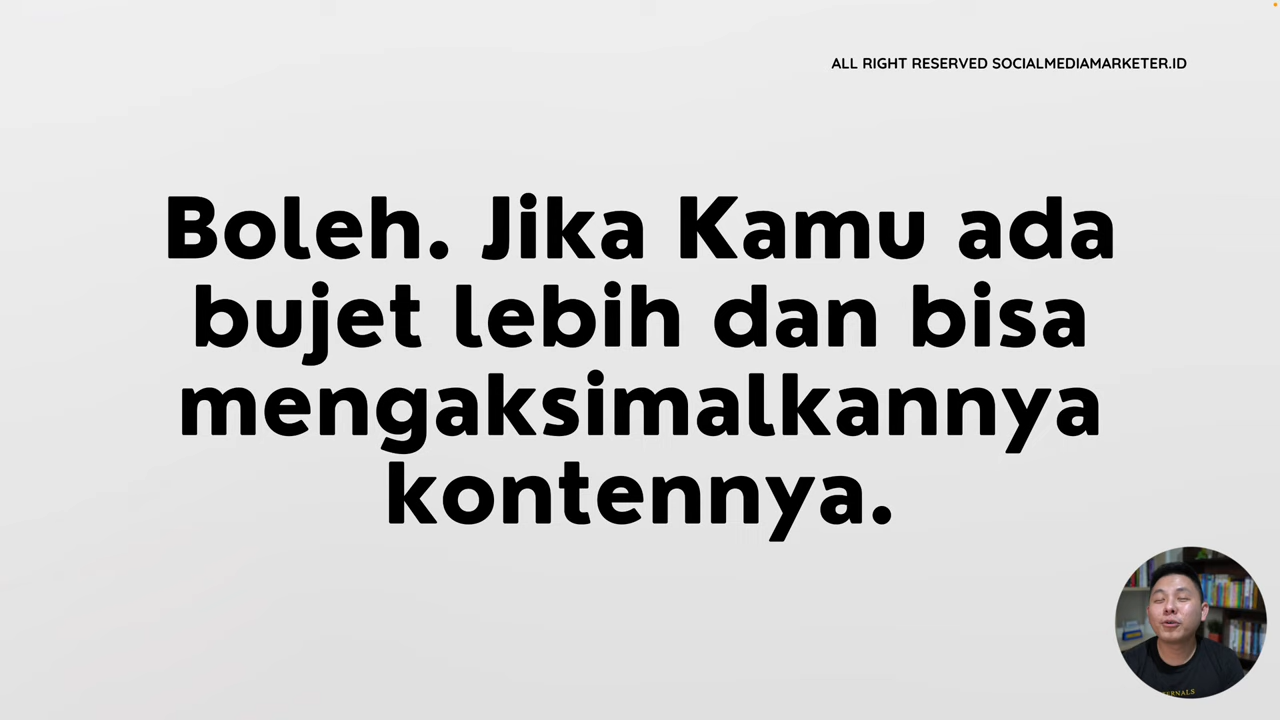 ALL RIGHT RESERVED SOCIALMEDIAMARKETER.ID
Boleh. Jika Kamu ada
bujet lebih dan bisa
mengaksimalkannya
kontennya.